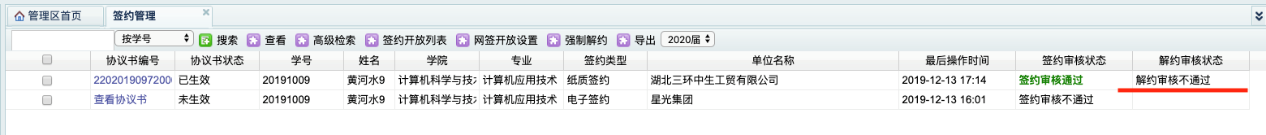 管理区首页 签约管理
按学号 搜索 查看 高级检索 签约开放列表 网签开放设置 强制解约 导出 2020届
协议书编号 协议书状态 学号 姓名 学院 专业 签约类型 单位名称 最后操作时间 签约审核状态 解约审核状态
22020190972000 已生效 20191009 黄河水9 计算机科学与技 计算机应用技术 纸质签约 湖北三环中生工贸有限公司 2019-12-13 17:14 签约审核通过 解约审核不通过
查看协议书 未生效 20191009 黄河水9 计算机科学与技 计算机应用技术 电子签约 星光集团 2019-12-13 16:01 签约审核不通过